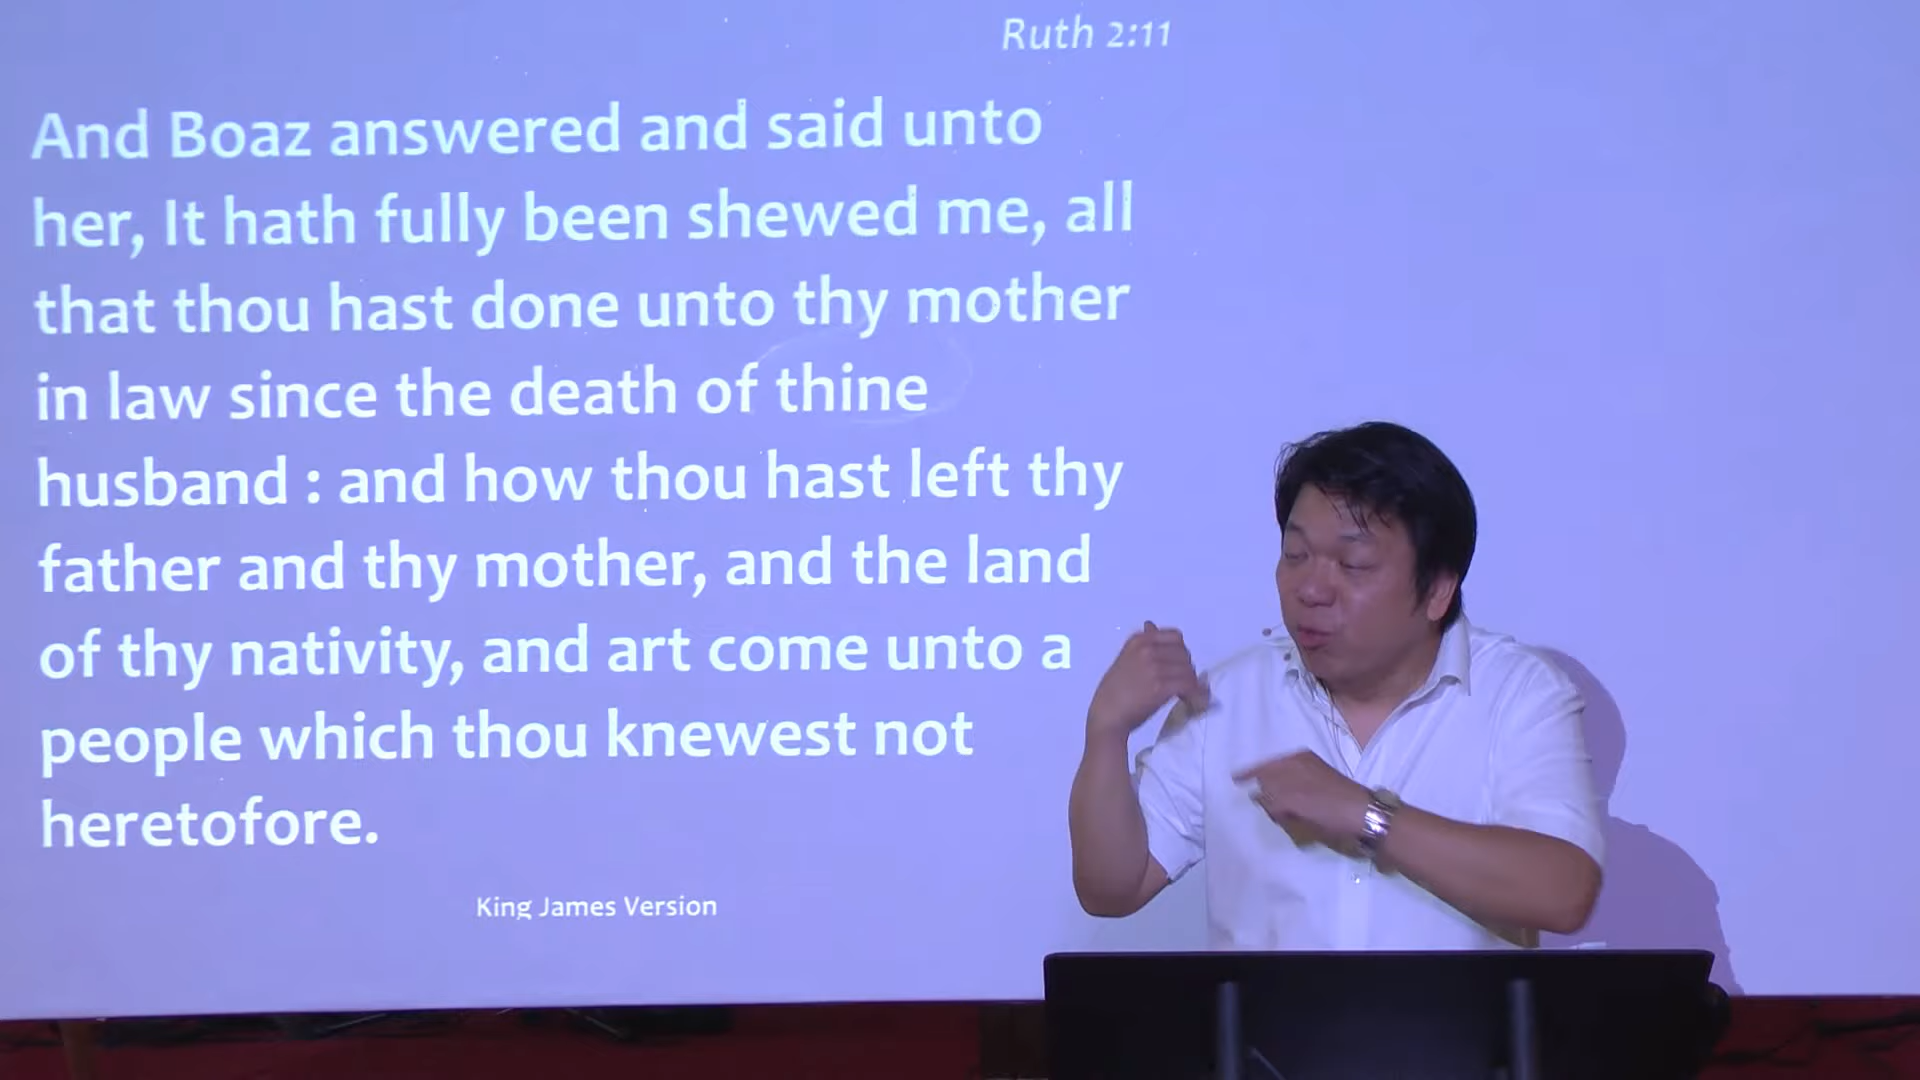 Ruth 2:11
And Boaz answered and said unto
her, It hath fully been shewed me, all
that thou hast done unto thy mother
in law since the death of thine
husband : and how thou hast left thy
father and thy mother, and the land
of thy nativity, and art come unto a
people which thou knewest not
heretofore.
King James Version